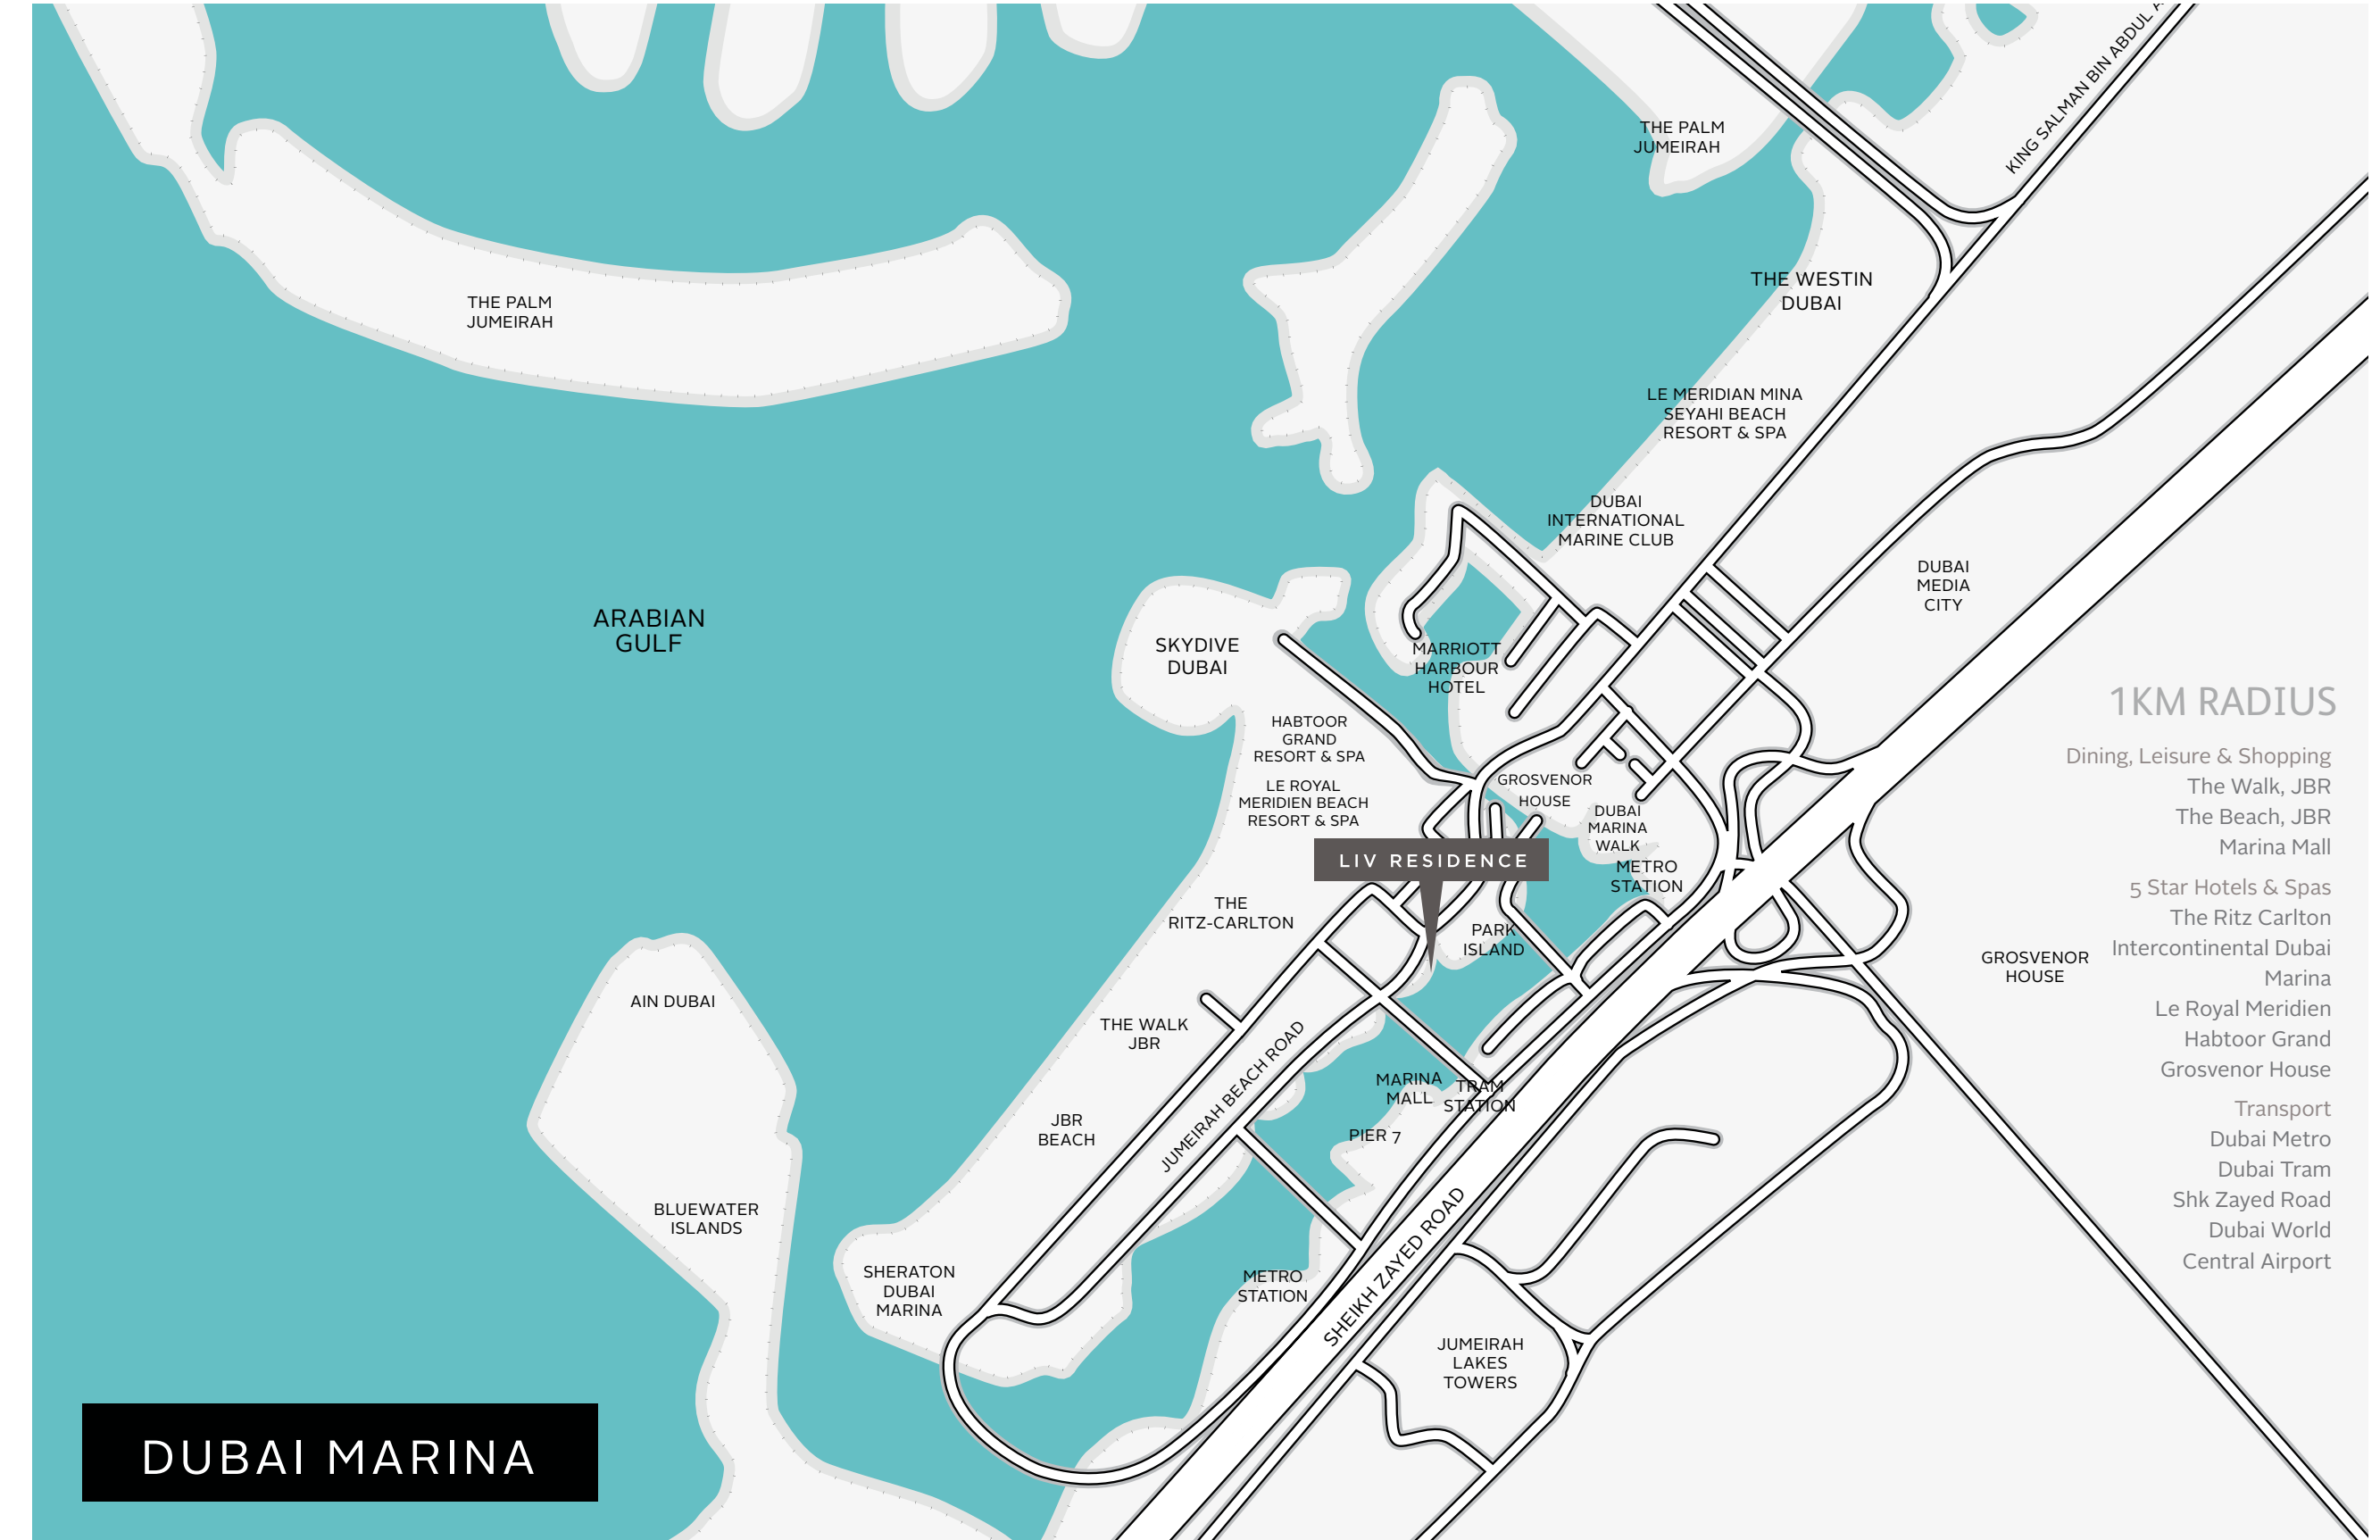 THE PALM
JUMEIRAH
KING SALMAN BIN ABDUL A
THE WESTIN
DUBAI
THE PALM
JUMEIRAH
LE MERIDIAN MINA
SEYAHI BEACH
RESORT & SPA
DUBAI
INTERNATIONAL
MARINE CLUB
DUBAI
MEDIA
CITY
ARABIAN
GULF
SKYDIVE
DUBAI
MARRIOTT
HARBOUR
HOTEL
HABTOOR
GRAND
RESORT & SPA
LE ROYAL
MERIDIEN BEACH
RESORT & SPA
GROSVENOR
HOUSE
DUBAI
MARINA
WALK
LIV RESIDENCE
METRO
STATION
THE
RITZ-CARLTON
PARK
ISLAND
GROSVENOR
HOUSE
AIN DUBAI
THE WALK
JBR
JUMEIRAH BEACH ROAD
MARINA
MALL
TRAM
STATION
JBR
BEACH
PIER 7
BLUEWATER
ISLANDS
SHERATON
DUBAI
MARINA
METRO
STATION
SHEIKH ZAYED ROAD
JUMEIRAH
LAKES
TOWERS
1KM RADIUS
Dining, Leisure & Shopping
The Walk, JBR
The Beach, JBR
Marina Mall
5 Star Hotels & Spas
The Ritz Carlton
Intercontinental Dubai
Marina
Le Royal Meridien
Habtoor Grand
Grosvenor House
Transport
Dubai Metro
Dubai Tram
Shk Zayed Road
Dubai World
Central Airport
DUBAI MARINA